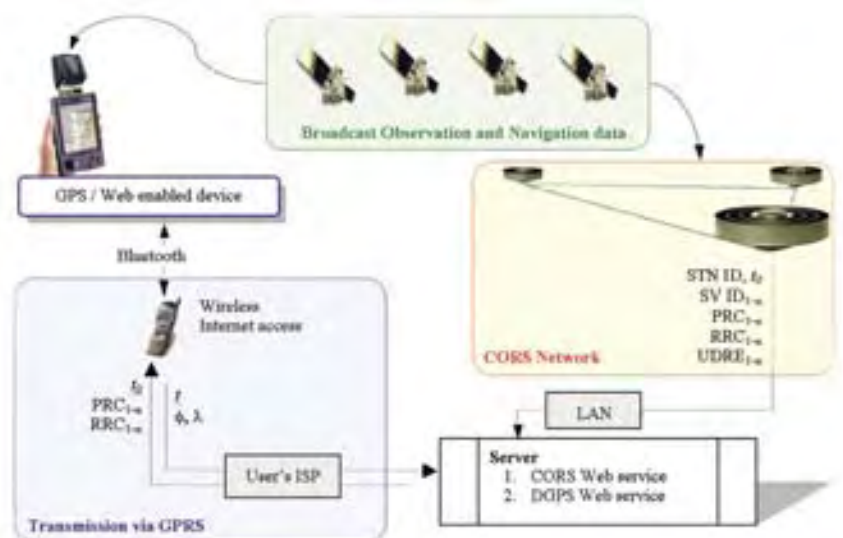 Broadcast Observation and Navigation data
GPS / Web enabled device
Bluetooth
Wireless
Internet access
STN ID, t₀
SV ID₁₋ₙ
PRC₁₋ₙ
RRC₁₋ₙ
UDRE₁₋ₙ
CORS Network
t₀
PRC₁₋ₙ
RRC₁₋ₙ
t
ϕ, λ
LAN
User's ISP
Server
1. CORS Web service
2. DGPS Web service
Transmission via GPRS